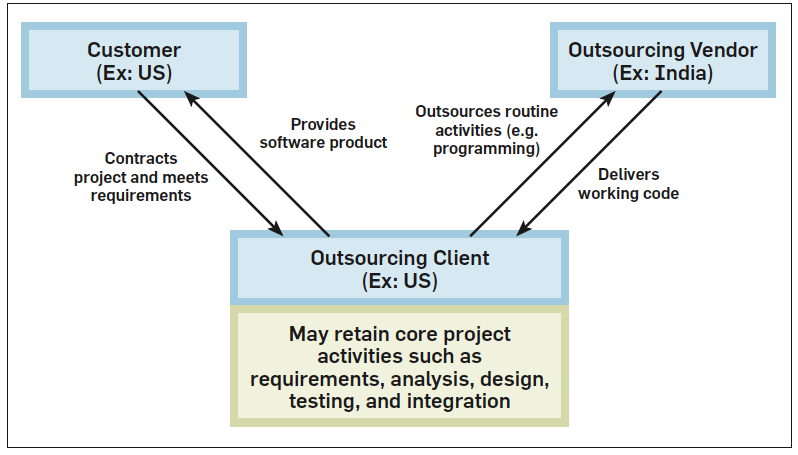 Customer
(Ex: US)
Outsourcing Vendor
(Ex: India)
Provides
software product
Outsources routine
activities (e.g.
programming)
Contracts
project and meets
requirements
Delivers
working code
Outsourcing Client
(Ex: US)
May retain core project
activities such as
requirements, analysis, design,
testing, and integration